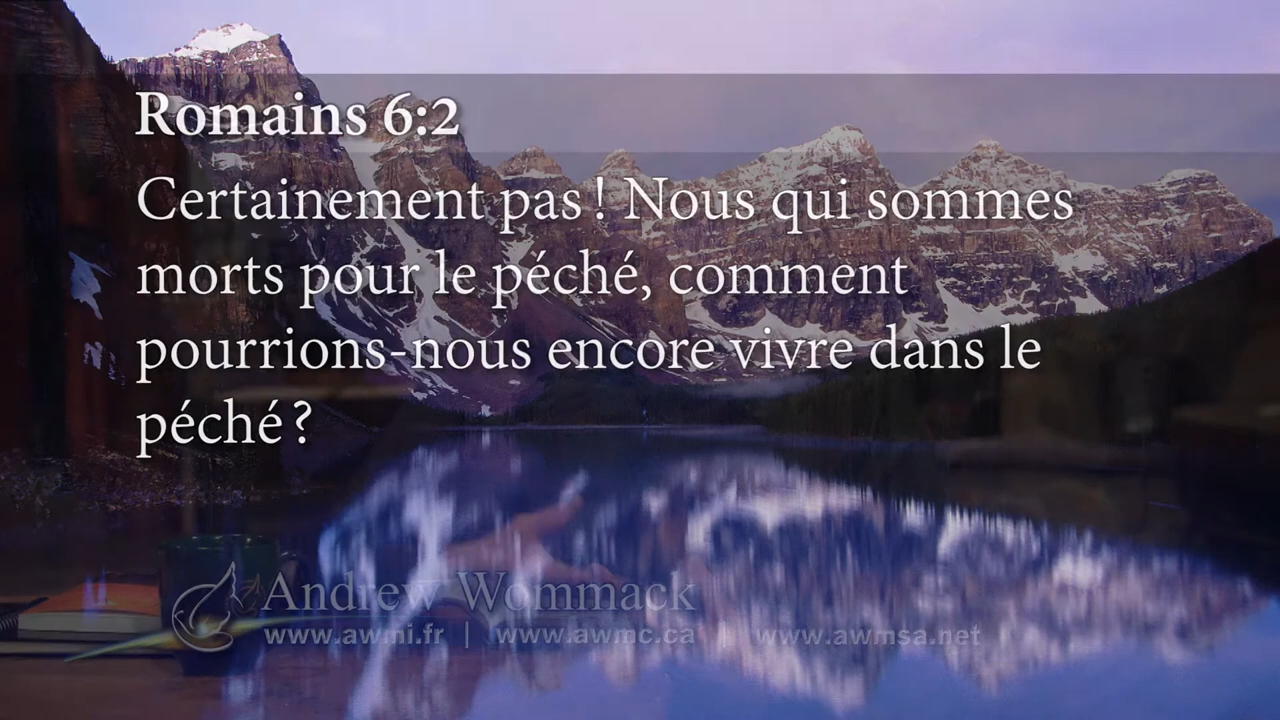 Romains 6:2
Certainement pas ! Nous qui sommes
morts pour le péché, comment
pourrions-nous encore vivre dans le
péché ?
Andrew Wommack
www.awmi.fr | www.awmc.ca | www.awmsa.net